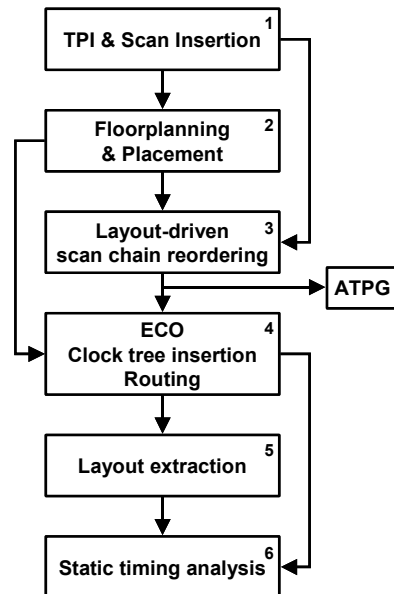 1
TPI & Scan Insertion
2
Floorplanning
& Placement
3
Layout-driven
scan chain reordering
ATPG
4
ECO
Clock tree insertion
Routing
5
Layout extraction
6
Static timing analysis